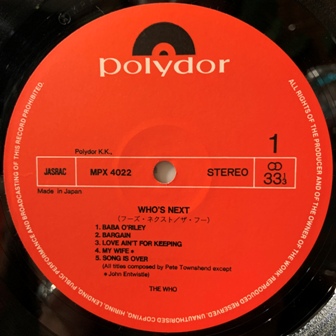 polydor
Polydor K.K.,
JASRAC
MPX 4022
STEREO
1
33 1/3
Made in Japan
WHO'S NEXT
(フーズ・ネクスト/ザ・フー)
1. BABA O'RILEY
2. BARGAIN
3. LOVE AIN'T FOR KEEPING
4. MY WIFE *
5. SONG IS OVER
(All titles composed by Pete Townshand except
* John Entwistle)
THE WHO
ALL RIGHTS OF THE PRODUCER AND OF THE OWNER OF THE WORK REPRODUCED RESERVED. UNAUTHORISED COPYING, HIRING, LENDING, PUBLIC PERFORMANCE AND BROADCASTING OF THIS RECORD PROHIBITED.